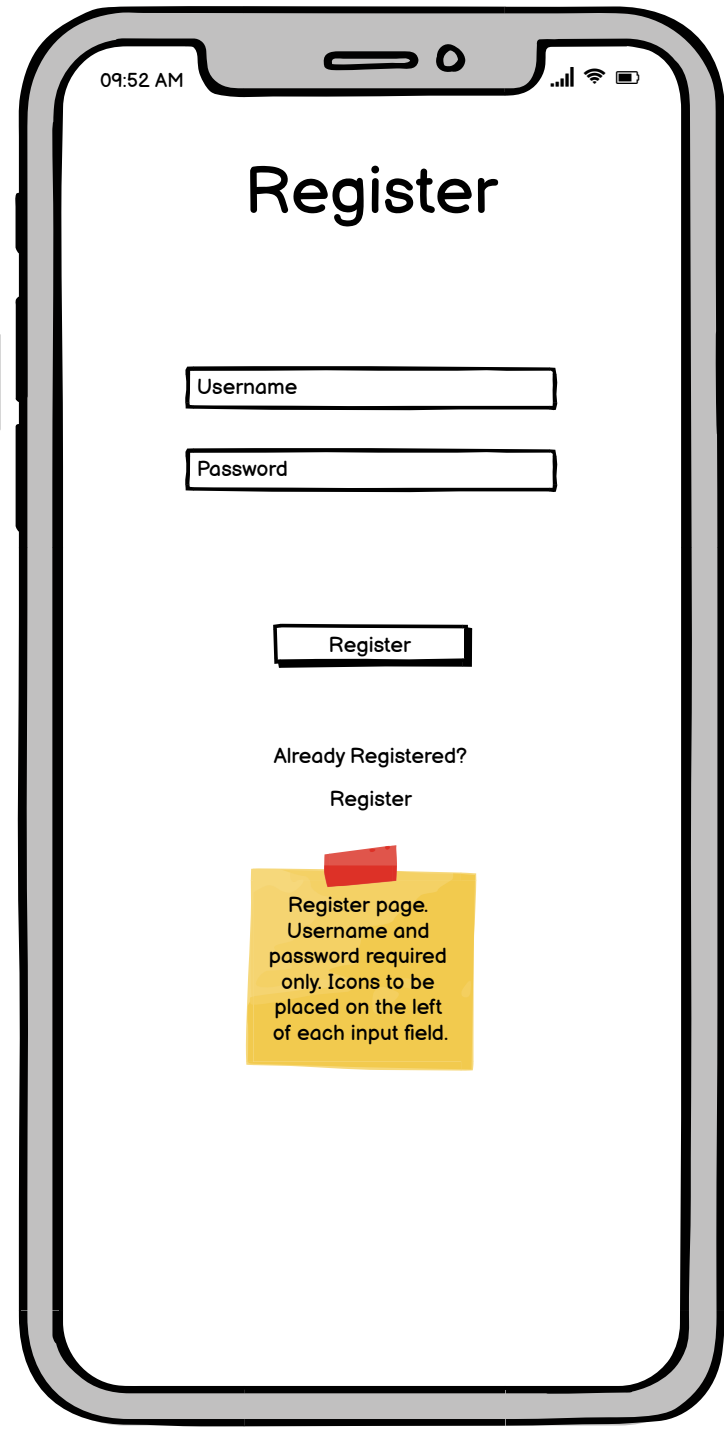 09:52 AM
Register
Username
Password
Register
Already Registered?
Register
Register page.
Username and
password required
only. Icons to be
placed on the left
of each input field.